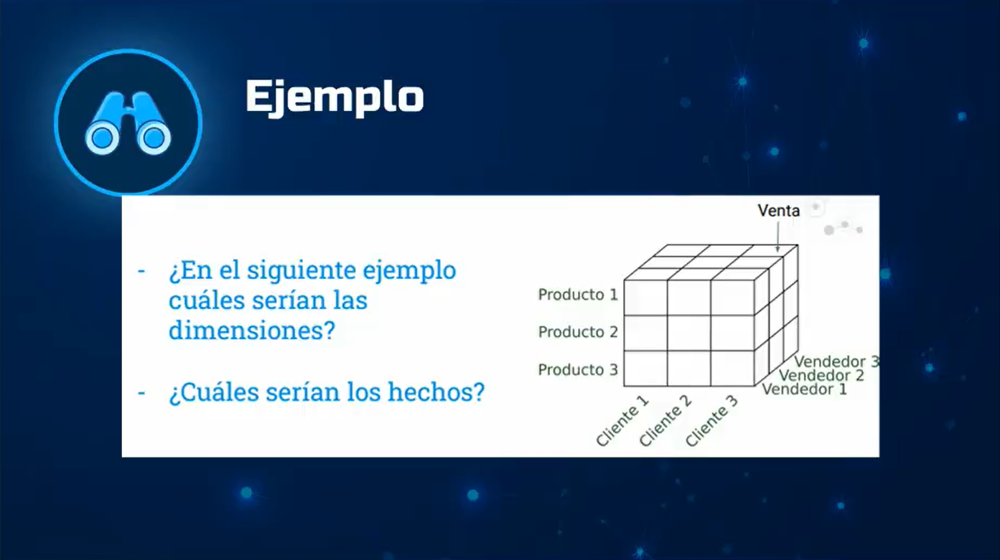 Ejemplo
- ¿En el siguiente ejemplo
cuáles serían las
dimensiones?
- ¿Cuáles serían los hechos?
Venta
Producto 1
Producto 2
Producto 3
Vendedor 3
Vendedor 2
Vendedor 1
Cliente 1
Cliente 2
Cliente 3